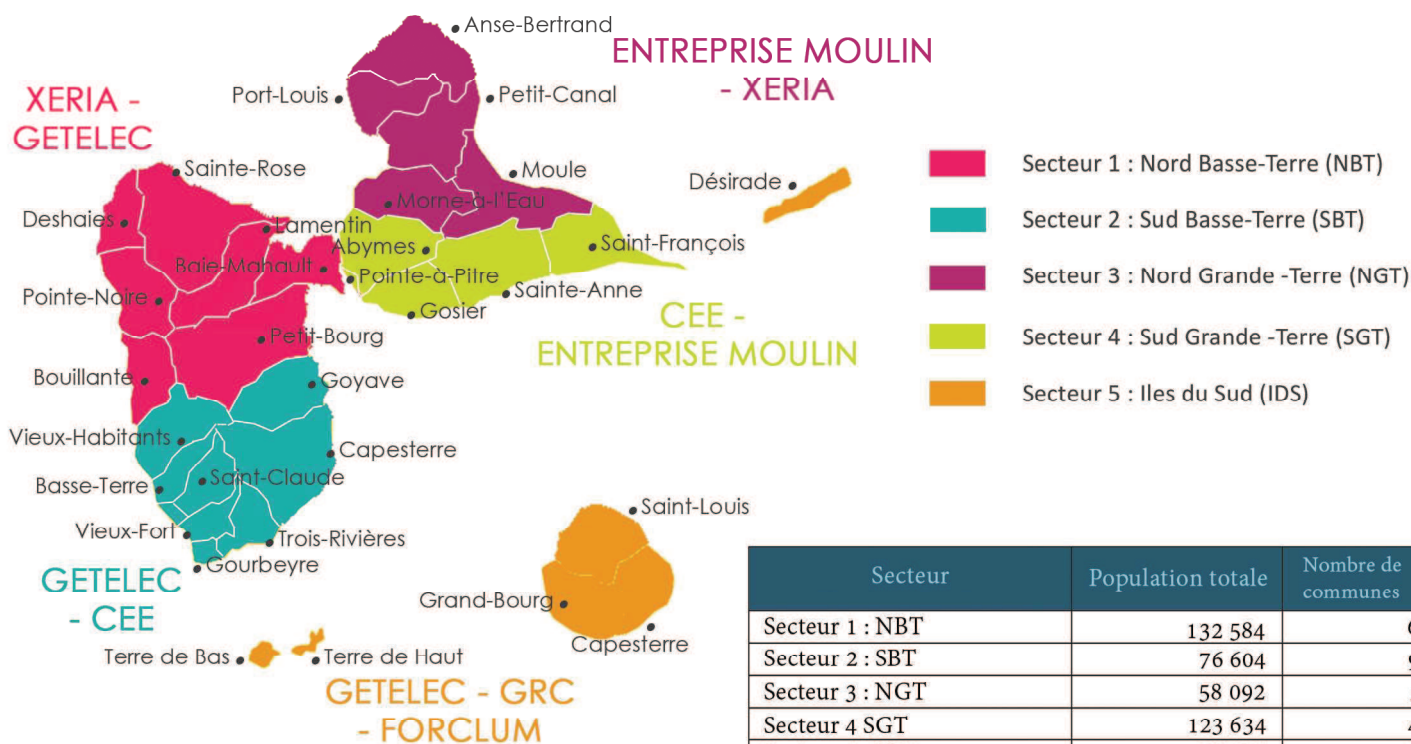 Anse-Bertrand
ENTREPRISE MOULIN
- XERIA
XERIA -
GETELEC
Port-Louis
Petit-Canal
Sainte-Rose
Moule
Désirade
Deshaies
Morne-à-l'Eau
Lamentin
Abymes
Saint-François
Baie-Mahault
Pointe-à-Pitre
Pointe-Noire
Sainte-Anne
Gosier
CEE -
ENTREPRISE MOULIN
Petit-Bourg
Bouillante
Goyave
Vieux-Habitants
Capesterre
Saint-Claude
Basse-Terre
Vieux-Fort
Trois-Rivières
Gourbeyre
GETELEC
- CEE
Saint-Louis
Grand-Bourg
Capesterre
Terre de Bas
Terre de Haut
GETELEC - GRC
- FORCLUM
Secteur 1 : Nord Basse-Terre (NBT)
Secteur 2 : Sud Basse-Terre (SBT)
Secteur 3 : Nord Grande -Terre (NGT)
Secteur 4 : Sud Grande -Terre (SGT)
Secteur 5 : Iles du Sud (IDS)
Secteur Population totale Nombre de communes
Secteur 1 : NBT 132 584
Secteur 2 : SBT 76 604
Secteur 3 : NGT 58 092
Secteur 4 SGT 123 634